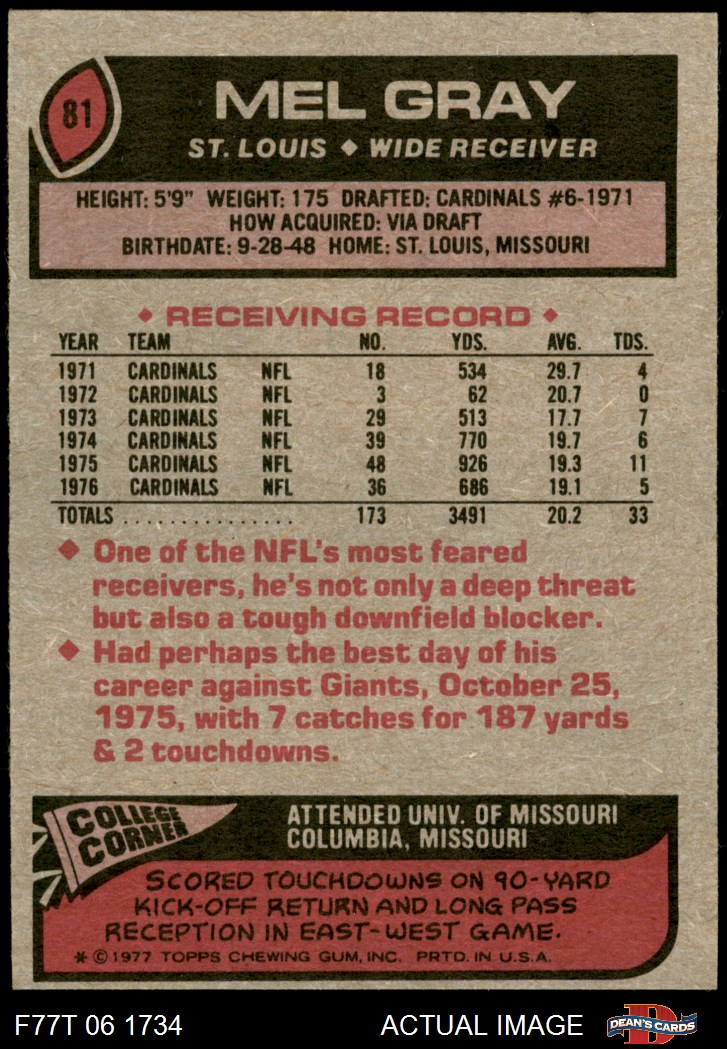 81
MEL GRAY
ST. LOUIS ◆ WIDE RECEIVER
HEIGHT: 5'9" WEIGHT: 175 DRAFTED: CARDINALS #6-1971
HOW ACQUIRED: VIA DRAFT
BIRTHDATE: 9-28-48 HOME: ST. LOUIS, MISSOURI
◆ RECEIVING RECORD ◆
YEAR TEAM NO. YDS. AVG. TDS.
1971 CARDINALS NFL 18 534 29.7 4
1972 CARDINALS NFL 3 62 20.7 0
1973 CARDINALS NFL 29 513 17.7 7
1974 CARDINALS NFL 39 770 19.7 6
1975 CARDINALS NFL 48 926 19.3 11
1976 CARDINALS NFL 36 686 19.1 5
TOTALS ............... 173 3491 20.2 33
◆ One of the NFL's most feared
receivers, he's not only a deep threat
but also a tough downfield blocker.
◆ Had perhaps the best day of his
career against Giants, October 25,
1975, with 7 catches for 187 yards
& 2 touchdowns.
COLLEGE
CORNER
ATTENDED UNIV. OF MISSOURI
COLUMBIA, MISSOURI
SCORED TOUCHDOWNS ON 90-YARD
KICK-OFF RETURN AND LONG PASS
RECEPTION IN EAST-WEST GAME.
* © 1977 TOPPS CHEWING GUM, INC. PRTD. IN U.S.A.
F77T 06 1734 ACTUAL IMAGE
D
DEAN'S CARDS